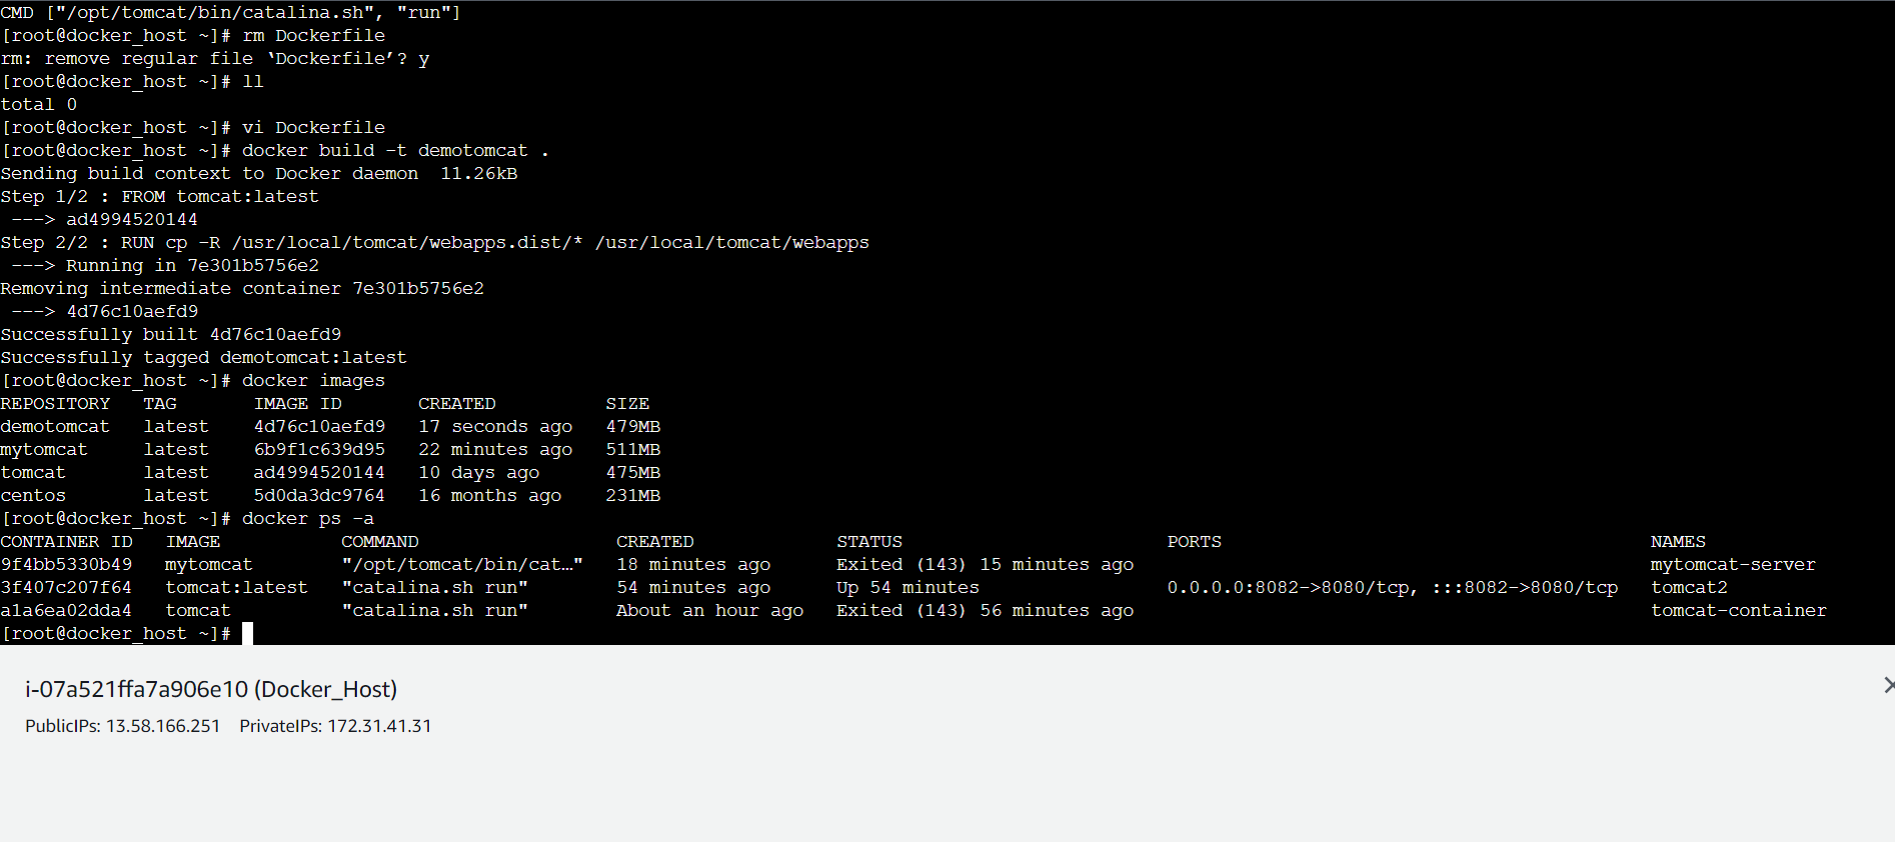 CMD ["/opt/tomcat/bin/catalina.sh", "run"]
[root@docker_host ~]# rm Dockerfile
rm: remove regular file ‘Dockerfile’? y
[root@docker_host ~]# ll
total 0
[root@docker_host ~]# vi Dockerfile
[root@docker_host ~]# docker build -t demotomcat .
Sending build context to Docker daemon  11.26kB
Step 1/2 : FROM tomcat:latest
 ---> ad4994520144
Step 2/2 : RUN cp -R /usr/local/tomcat/webapps.dist/* /usr/local/tomcat/webapps
 ---> Running in 7e301b5756e2
Removing intermediate container 7e301b5756e2
 ---> 4d76c10aefd9
Successfully built 4d76c10aefd9
Successfully tagged demotomcat:latest
[root@docker_host ~]# docker images
REPOSITORY   TAG       IMAGE ID       CREATED          SIZE
demotomcat   latest    4d76c10aefd9   17 seconds ago   479MB
mytomcat     latest    6b9f1c639d95   22 minutes ago   511MB
tomcat       latest    ad4994520144   10 days ago      475MB
centos       latest    5d0da3dc9764   16 months ago    231MB
[root@docker_host ~]# docker ps -a
CONTAINER ID   IMAGE           COMMAND                  CREATED             STATUS                        PORTS                                       NAMES
9f4bb5330b49   mytomcat        "/opt/tomcat/bin/cat…"   18 minutes ago      Exited (143) 15 minutes ago                                               mytomcat-server
3f407c207f64   tomcat:latest   "catalina.sh run"        54 minutes ago      Up 54 minutes                 0.0.0.0:8082->8080/tcp, :::8082->8080/tcp   tomcat2
a1a6ea02dda4   tomcat          "catalina.sh run"        About an hour ago   Exited (143) 56 minutes ago                                               tomcat-container
[root@docker_host ~]#
i-07a521ffa7a906e10 (Docker_Host)
PublicIPs: 13.58.166.251   PrivateIPs: 172.31.41.31